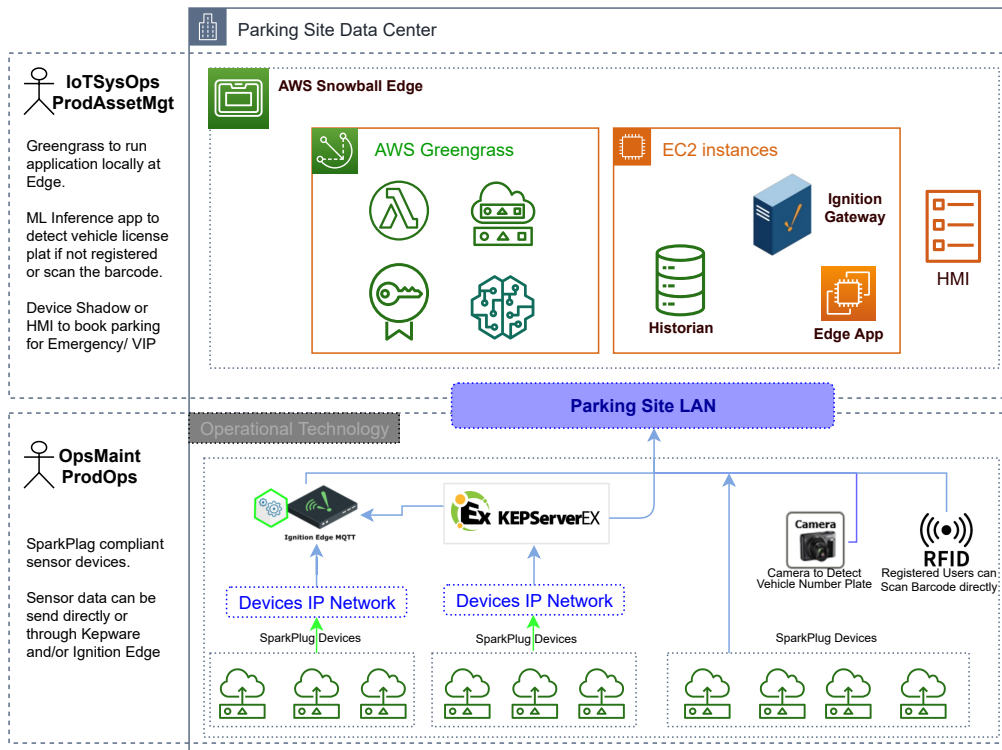 Parking Site Data Center
IoTSysOps
ProdAssetMgt
Greengrass to run
application locally at
Edge.
ML Inference app to
detect vehicle license
plat if not registered
or scan the barcode.
Device Shadow or
HMI to book parking
for Emergency/ VIP
AWS Snowball Edge
AWS Greengrass
EC2 instances
Ignition
Gateway
Historian
Edge App
HMI
Parking Site LAN
Operational Technology
OpsMaint
ProdOps
SparkPlag compliant
sensor devices.
Sensor data can be
send directly or
through Kepware
and/or Ignition Edge
Ignition Edge MQTT
Ex KEPServerEX
Camera
Camera to Detect
Vehicle Number Plate
RFID
Registered Users can
Scan Barcode directly
Devices IP Network
Devices IP Network
SparkPlug Devices
SparkPlug Devices
SparkPlug Devices